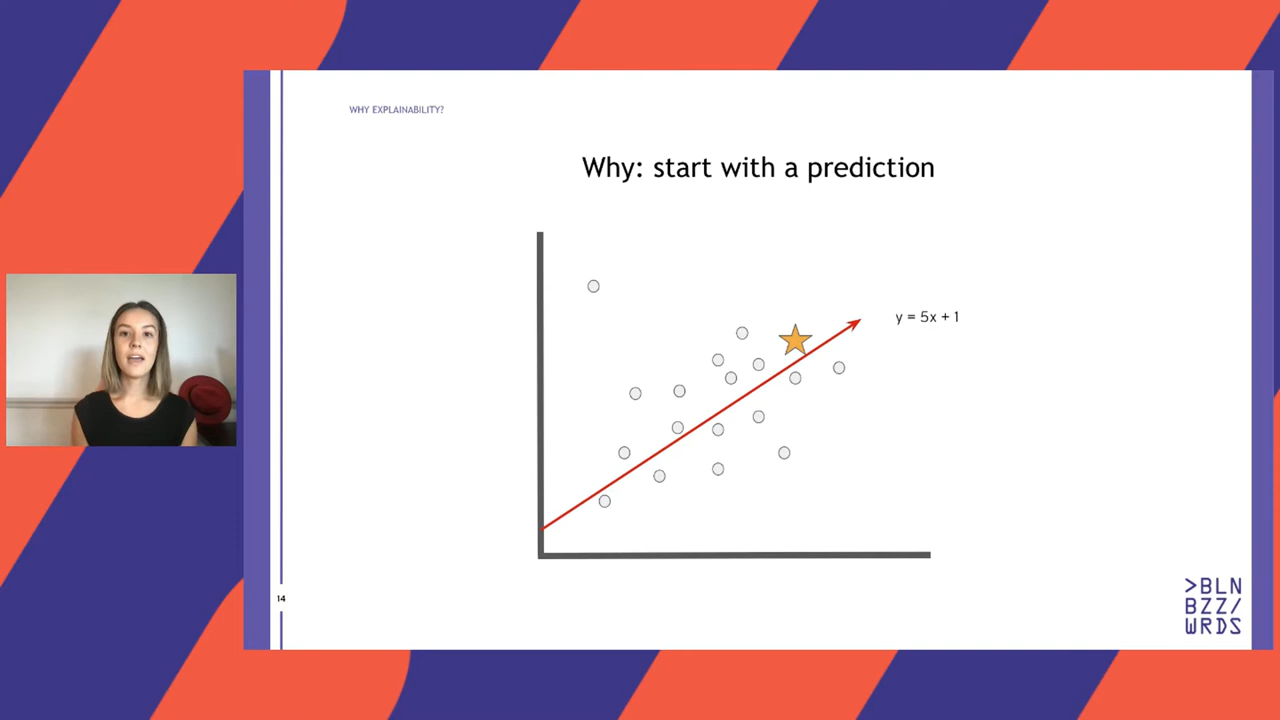 WHY EXPLAINABILITY?
Why: start with a prediction
y = 5x + 1
14
>BLN
BZZ/
WRDS